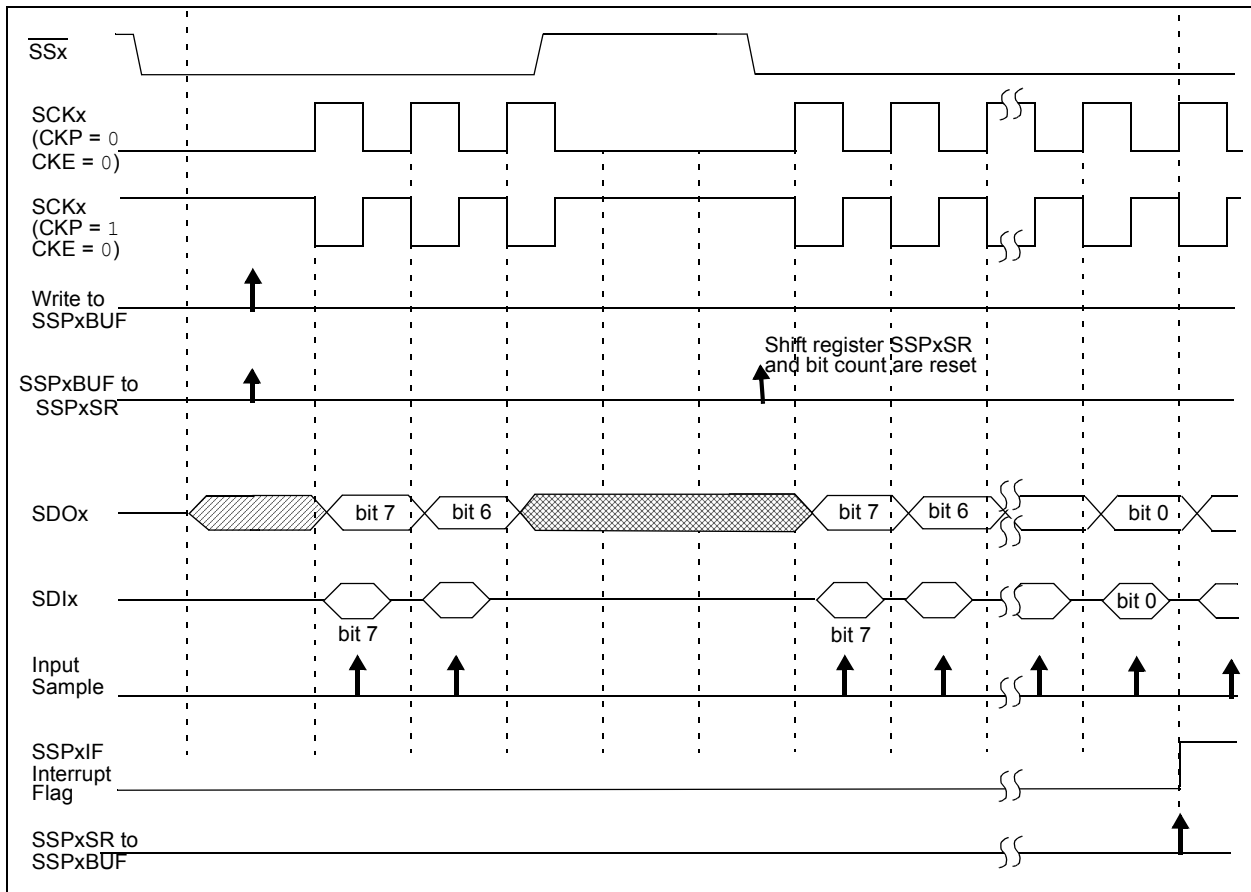 SSx
SCKx
(CKP = 0
CKE = 0)
SCKx
(CKP = 1
CKE = 0)
Write to
SSPxBUF
Shift register SSPxSR
and bit count are reset
SSPxBUF to
SSPxSR
SDOx
bit 7
bit 6
bit 7
bit 6
bit 0
SDIx
bit 0
bit 7
bit 7
Input
Sample
SSPxIF
Interrupt
Flag
SSPxSR to
SSPxBUF